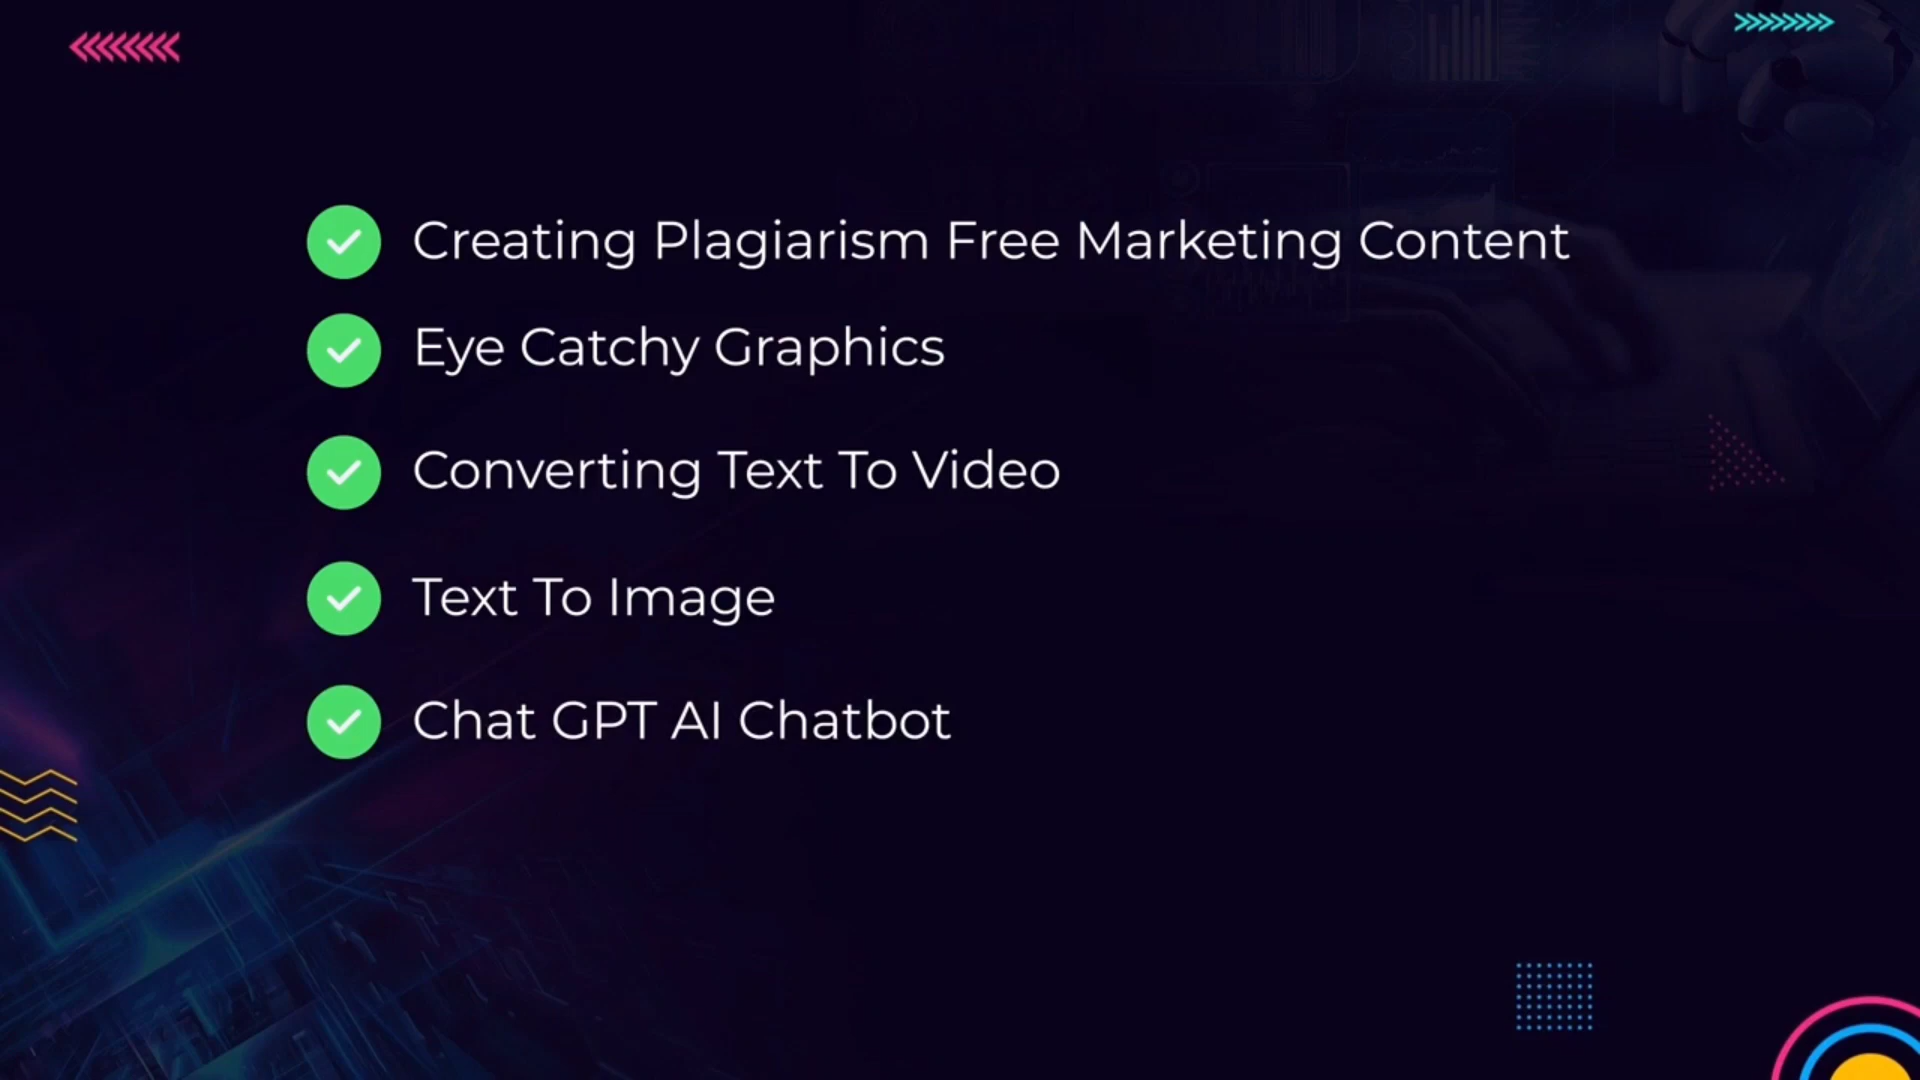 Creating Plagiarism Free Marketing Content
Eye Catchy Graphics
Converting Text To Video
Text To Image
Chat GPT AI Chatbot